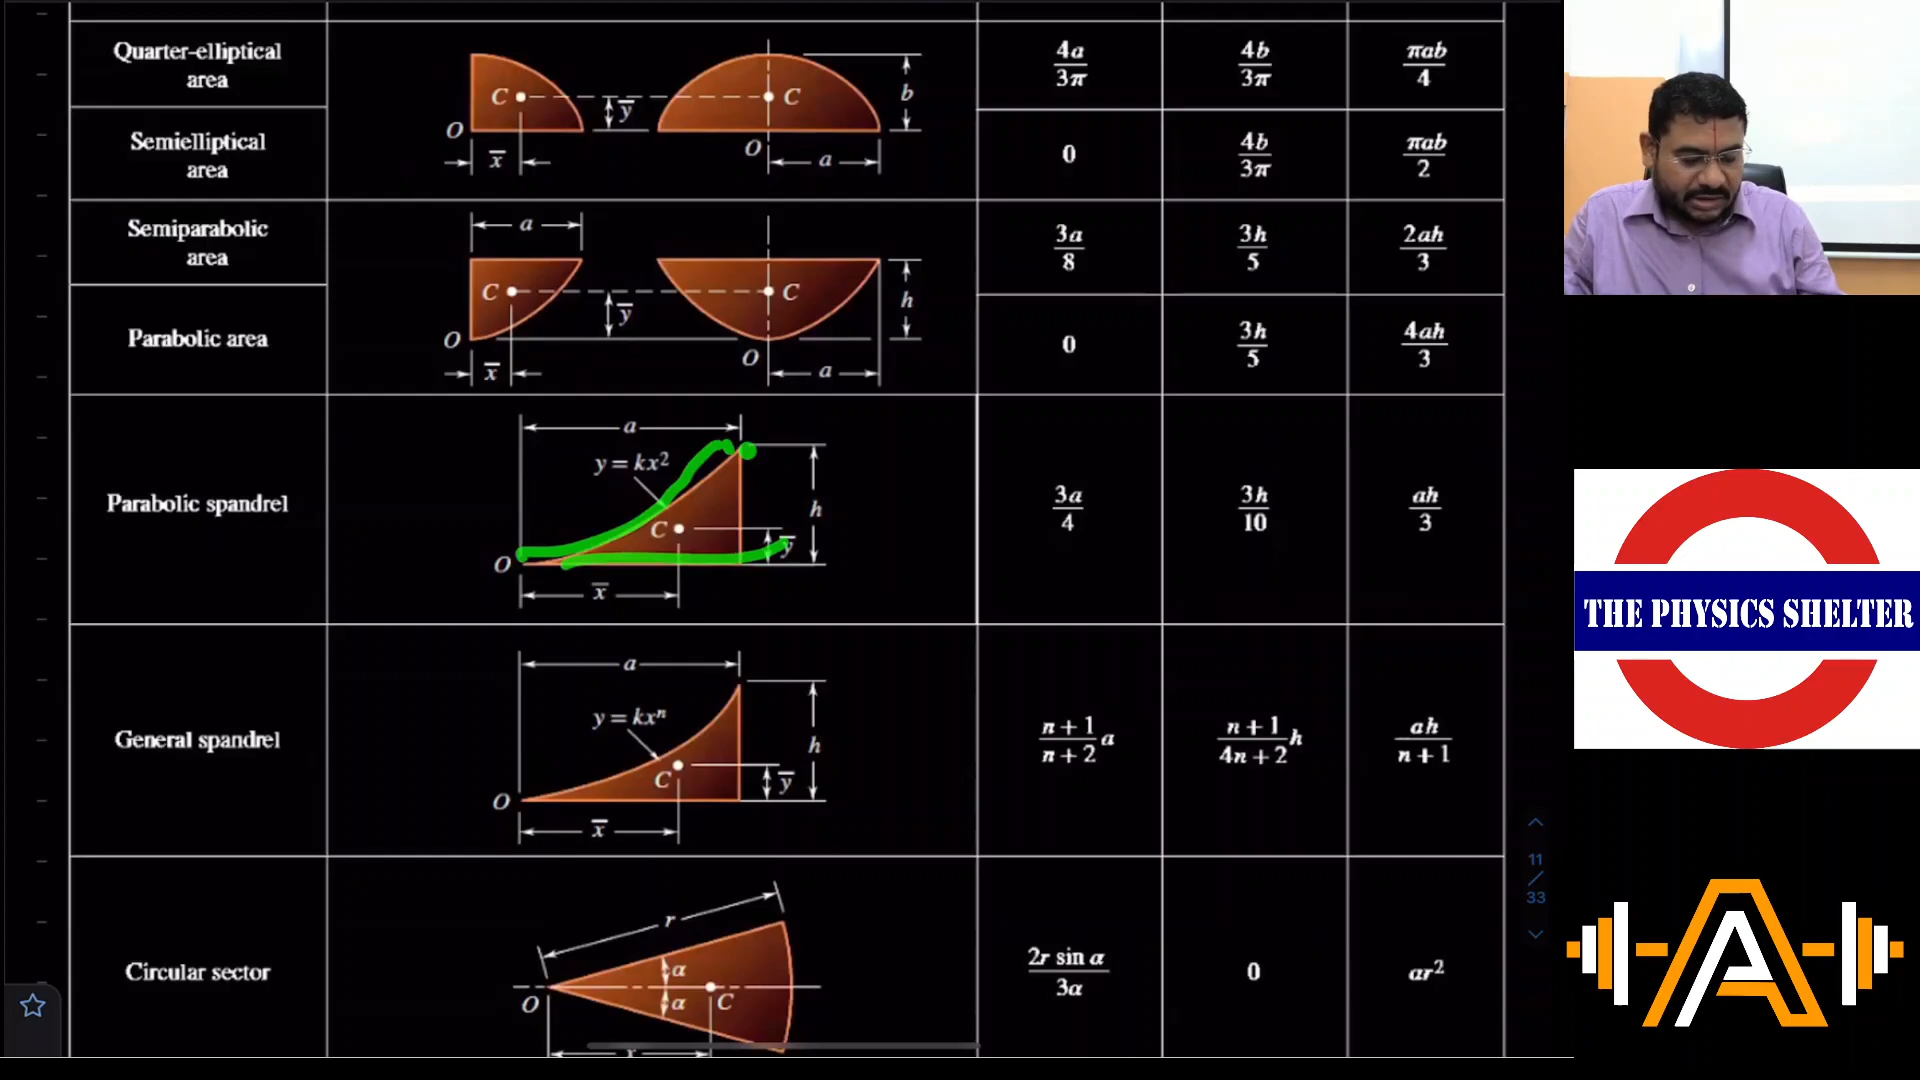 Quarter-elliptical
area
C
C
y̅
b
O
O
x̅
a
4a/3π
4b/3π
πab/4
Semielliptical
area
0
4b/3π
πab/2
Semiparabolic
area
a
C
C
y̅
h
O
O
x̅
a
3a/8
3h/5
2ah/3
Parabolic area
0
3h/5
4ah/3
Parabolic spandrel
a
y = kx²
C
h
y̅
O
x̅
3a/4
3h/10
ah/3
General spandrel
a
y = kxⁿ
h
C
y̅
O
x̅
n + 1/n + 2 a
n + 1/4n + 2 h
ah/n + 1
Circular sector
r
α
α
C
O
2r sin α/3α
0
αr²
11
/
33
THE PHYSICS SHELTER
A